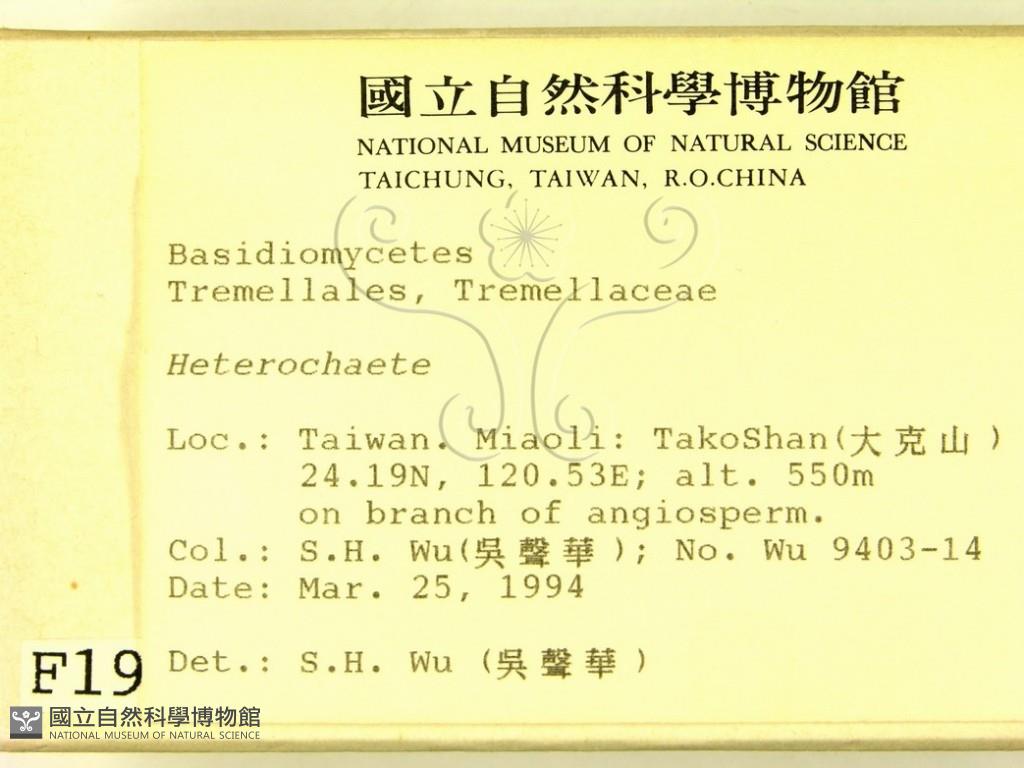 國立自然科學博物館
NATIONAL MUSEUM OF NATURAL SCIENCE
TAICHUNG, TAIWAN, R.O.CHINA
Basidiomycetes
Tremellales, Tremellaceae
Heterochaete
Loc.: Taiwan. Miaoli: TakoShan(大克山)
24.19N, 120.53E; alt. 550m
on branch of angiosperm.
Col.: S.H. Wu(吳聲華); No. Wu 9403-14
Date: Mar. 25, 1994
Det.: S.H. Wu (吳聲華)
F19
國立自然科學博物館
NATIONAL MUSEUM OF NATURAL SCIENCE